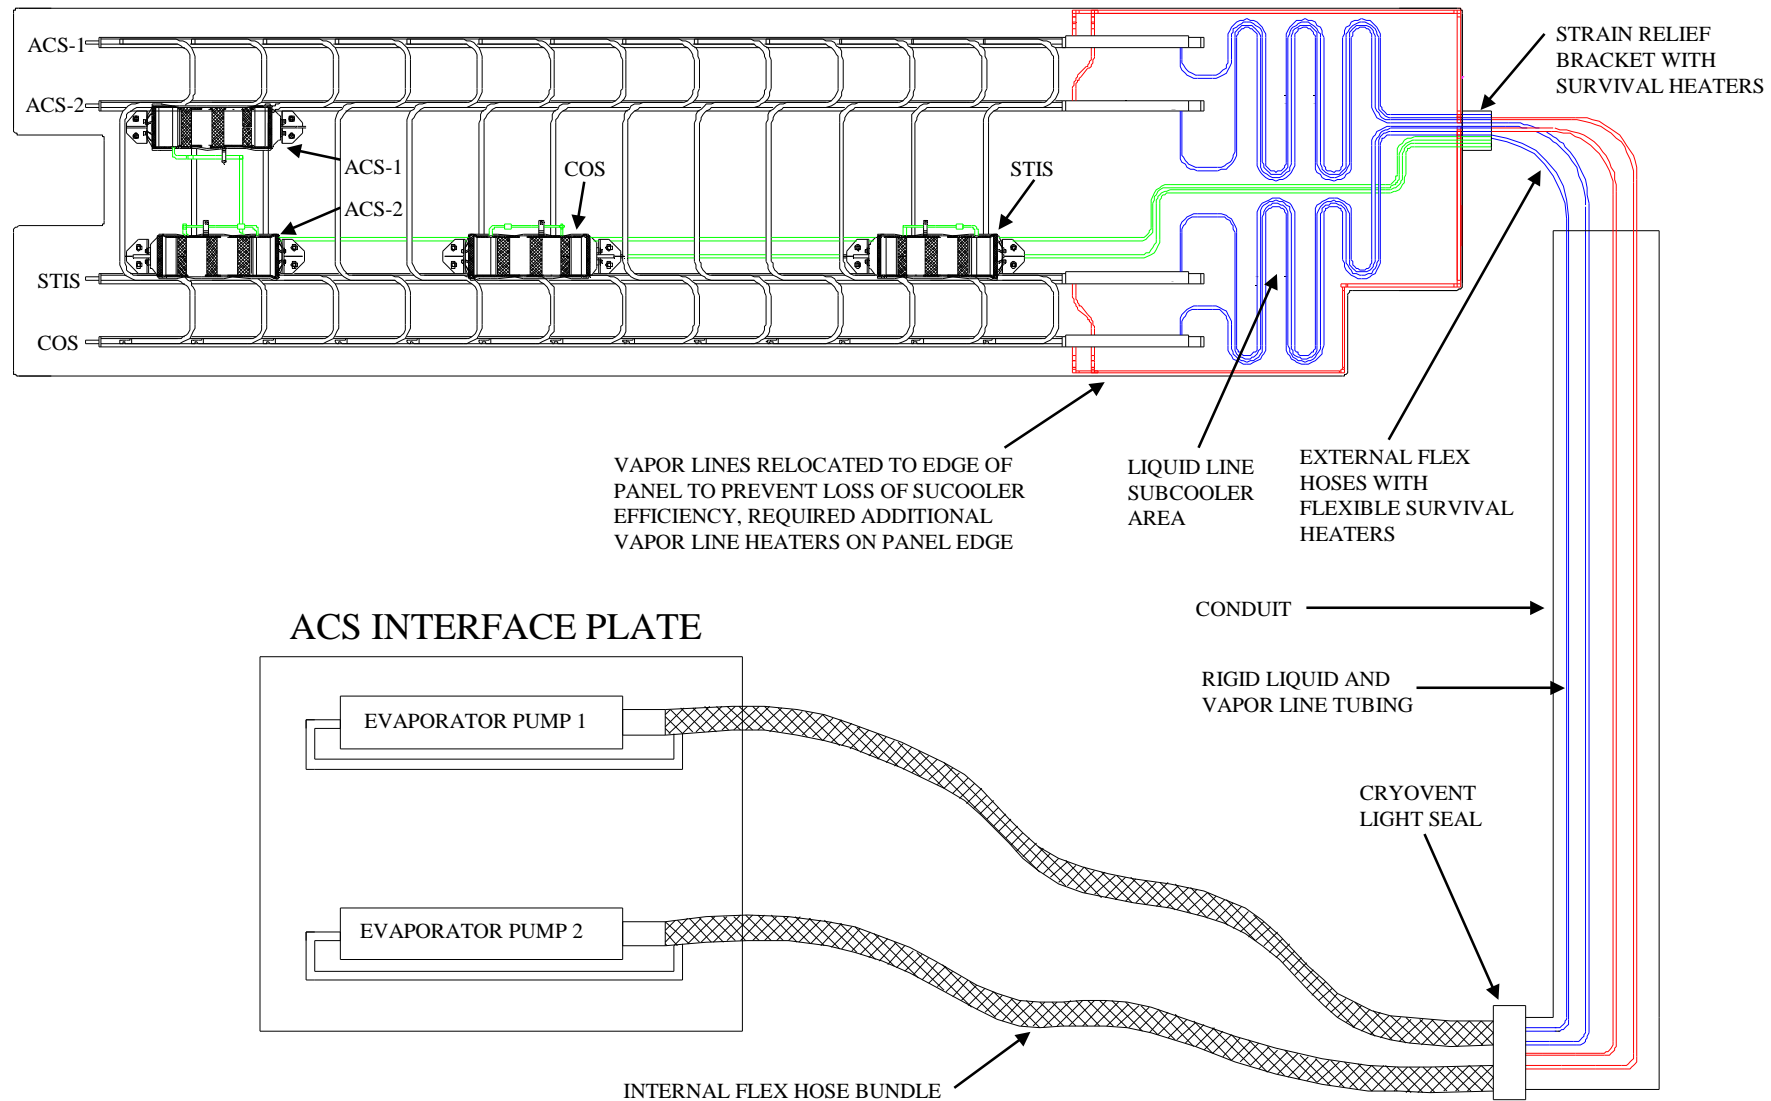 ACS-1
ACS-2
STIS
COS
ACS-1
ACS-2
COS
STIS
STRAIN RELIEF
BRACKET WITH
SURVIVAL HEATERS
VAPOR LINES RELOCATED TO EDGE OF
PANEL TO PREVENT LOSS OF SUCOOLER
EFFICIENCY, REQUIRED ADDITIONAL
VAPOR LINE HEATERS ON PANEL EDGE
LIQUID LINE
SUBCOOLER
AREA
EXTERNAL FLEX
HOSES WITH
FLEXIBLE SURVIVAL
HEATERS
CONDUIT
RIGID LIQUID AND
VAPOR LINE TUBING
CRYOVENT
LIGHT SEAL
ACS INTERFACE PLATE
EVAPORATOR PUMP 1
EVAPORATOR PUMP 2
INTERNAL FLEX HOSE BUNDLE